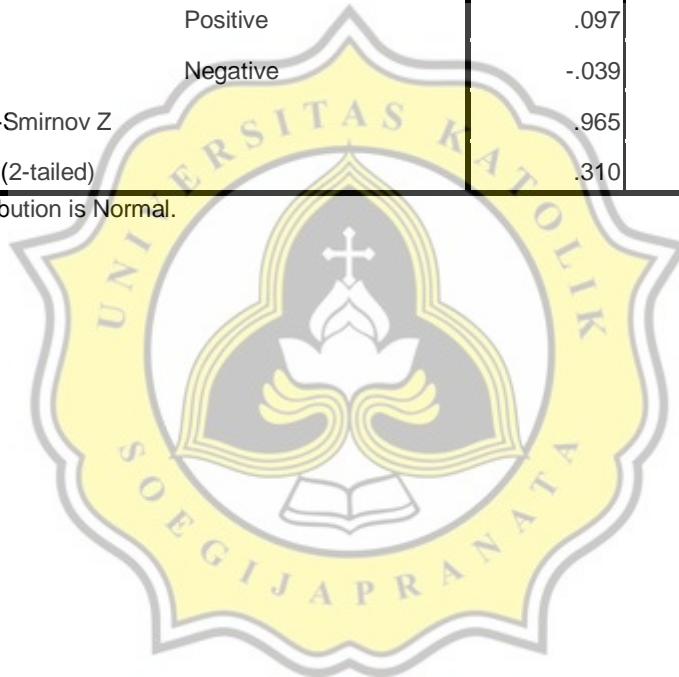 Positive .097
Negative -.039
-Smirnov Z .965
(2-tailed) .310
bution is Normal.
UNIVERSITAS KATOLIK
SOEGIJAPRANATA